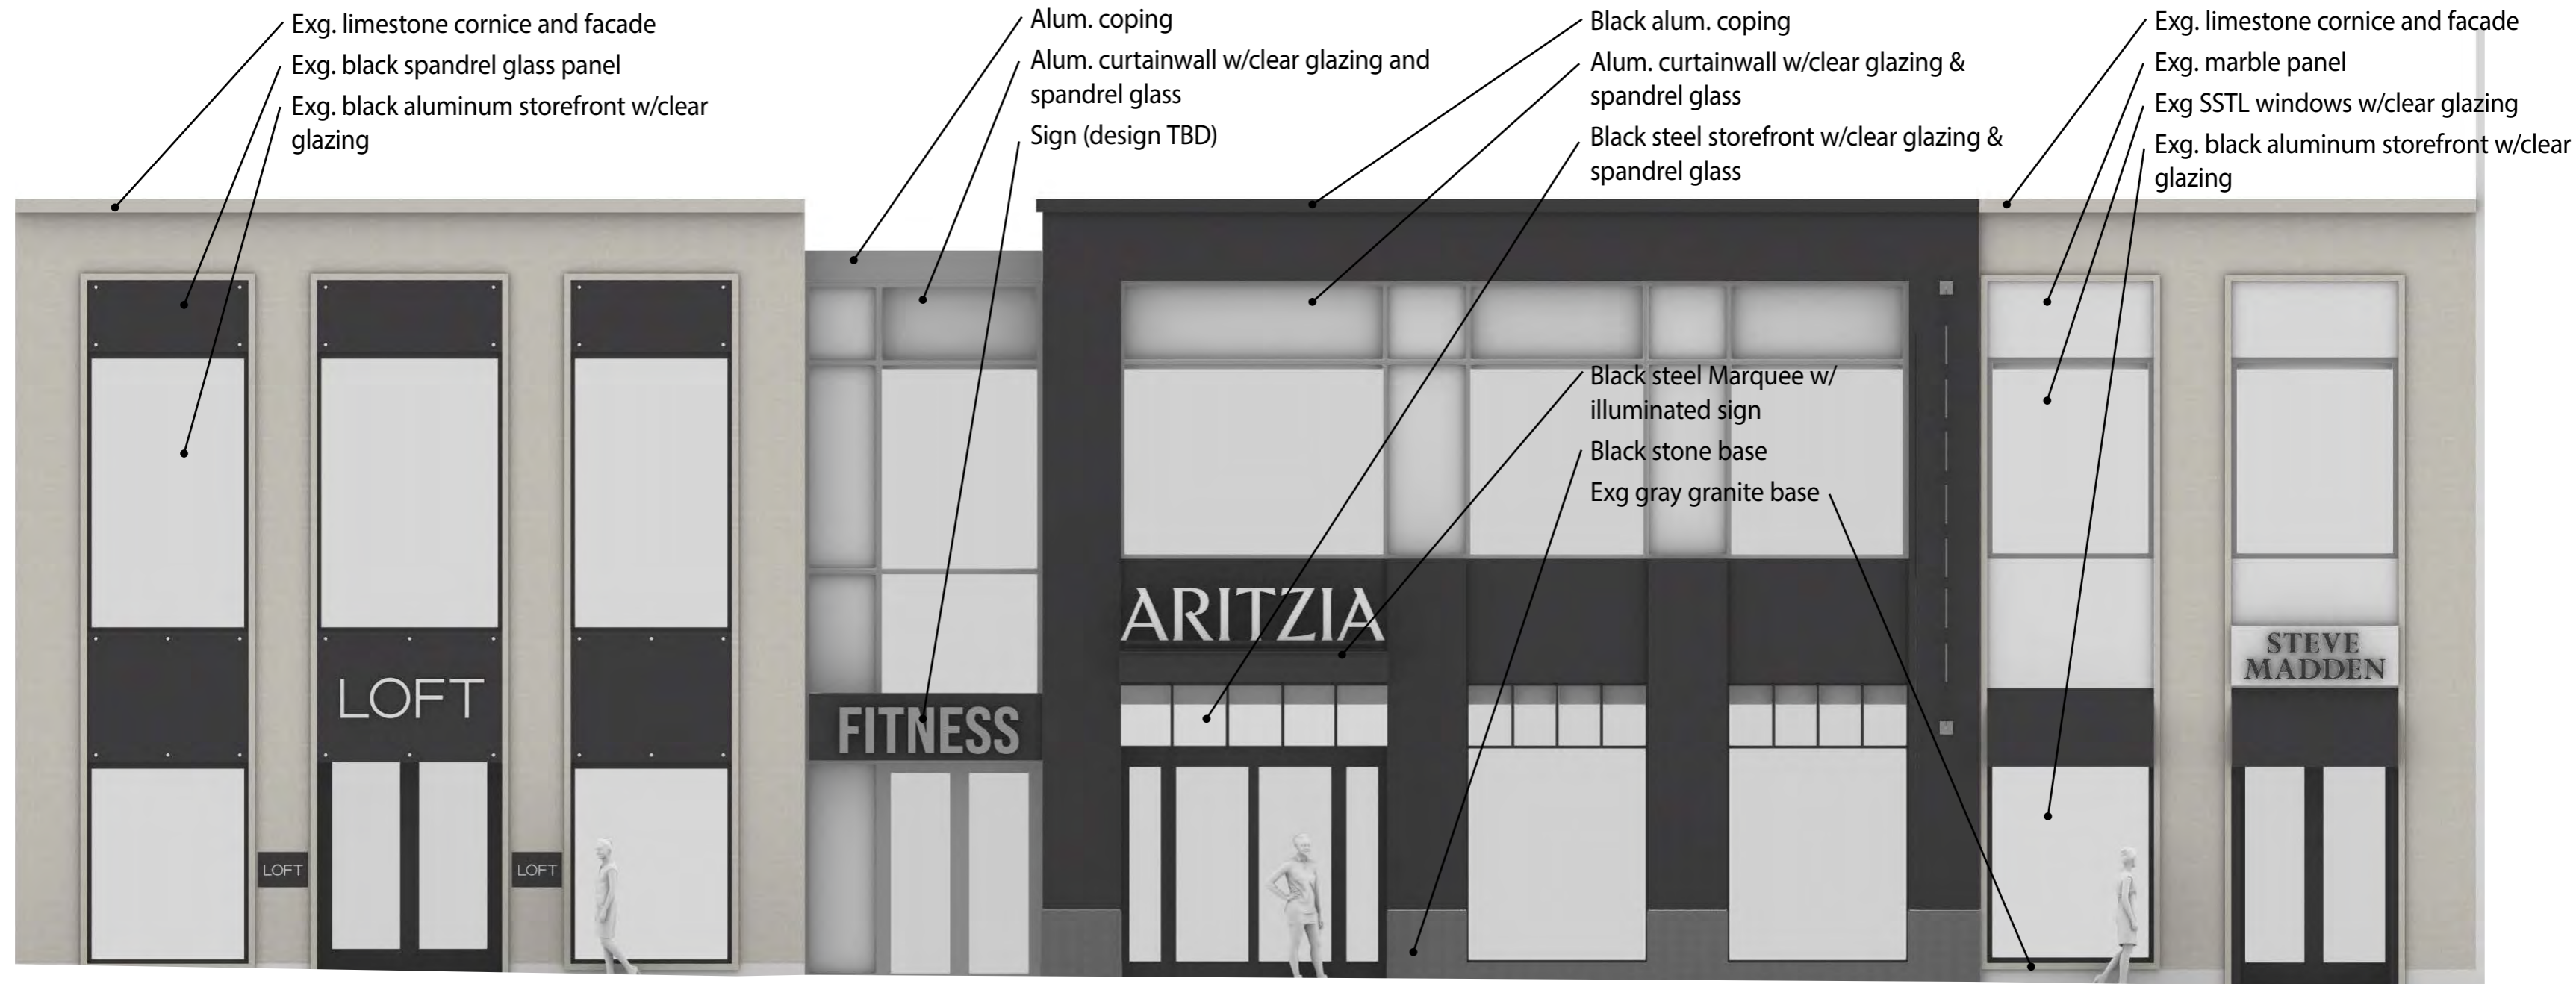 Exg. limestone cornice and facade
Exg. black spandrel glass panel
Exg. black aluminum storefront w/clear
glazing
Alum. coping
Alum. curtainwall w/clear glazing and
spandrel glass
Sign (design TBD)
Black alum. coping
Alum. curtainwall w/clear glazing &
spandrel glass
Black steel storefront w/clear glazing &
spandrel glass
Exg. limestone cornice and facade
Exg. marble panel
Exg SSTL windows w/clear glazing
Exg. black aluminum storefront w/clear
glazing
Black steel Marquee w/
illuminated sign
Black stone base
Exg gray granite base
LOFT
LOFT
LOFT
FITNESS
ARITZIA
STEVE
MADDEN